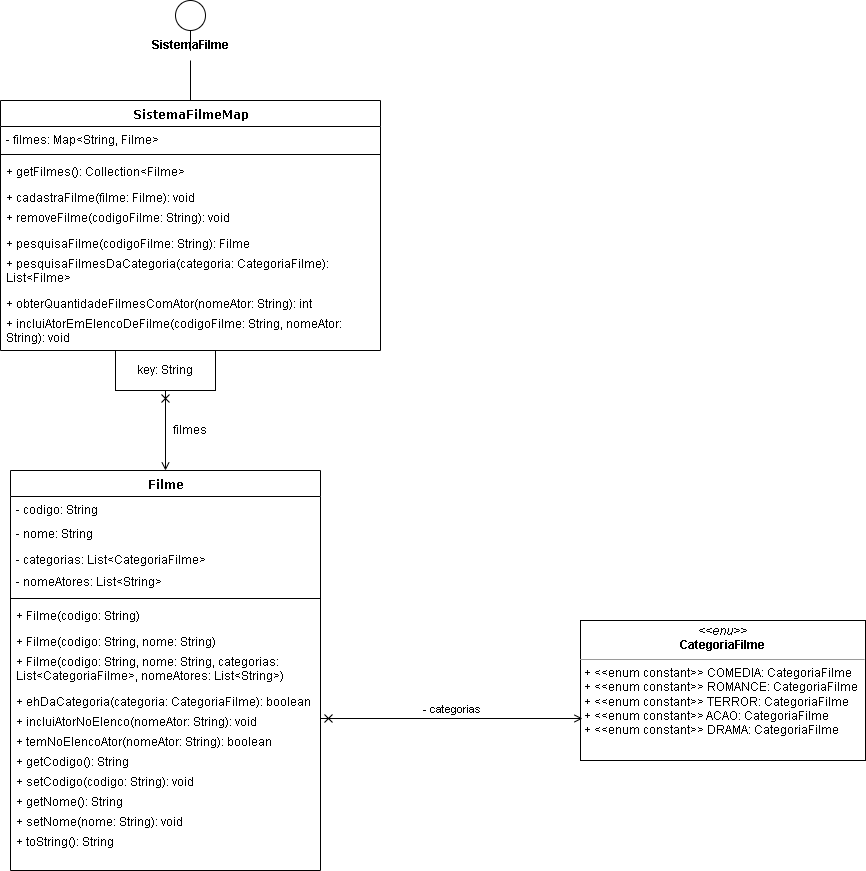 SistemaFilme
SistemaFilmeMap
- filmes: Map<String, Filme>
+ getFilmes(): Collection<Filme>
+ cadastraFilme(filme: Filme): void
+ removeFilme(codigoFilme: String): void
+ pesquisaFilme(codigoFilme: String): Filme
+ pesquisaFilmesDaCategoria(categoria: CategoriaFilme):
List<Filme>
+ obterQuantidadeFilmesComAtor(nomeAtor: String): int
+ incluiAtorEmElencoDeFilme(codigoFilme: String, nomeAtor:
String): void
key: String
filmes
Filme
- codigo: String
- nome: String
- categorias: List<CategoriaFilme>
- nomeAtores: List<String>
+ Filme(codigo: String)
+ Filme(codigo: String, nome: String)
+ Filme(codigo: String, nome: String, categorias:
List<CategoriaFilme>, nomeAtores: List<String>)
+ ehDaCategoria(categoria: CategoriaFilme): boolean
+ incluiAtorNoElenco(nomeAtor: String): void
+ temNoElencoAtor(nomeAtor: String): boolean
+ getCodigo(): String
+ setCodigo(codigo: String): void
+ getNome(): String
+ setNome(nome: String): void
+ toString(): String
- categorias
<<enu>>
CategoriaFilme
+ <<enum constant>> COMEDIA: CategoriaFilme
+ <<enum constant>> ROMANCE: CategoriaFilme
+ <<enum constant>> TERROR: CategoriaFilme
+ <<enum constant>> ACAO: CategoriaFilme
+ <<enum constant>> DRAMA: CategoriaFilme